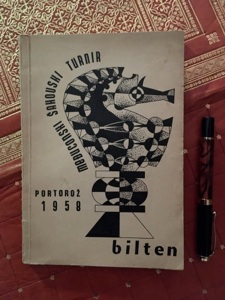 MEĐUNARODNI ŠAHOVSKI TURNIR
PORTOROŽ
1958
bilten